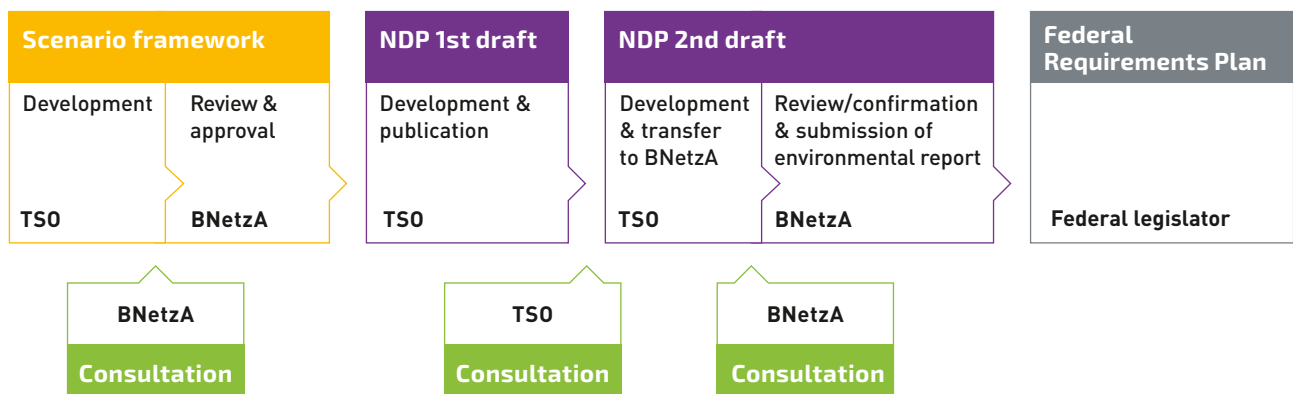 Scenario framework
Development
TSO
Review &
approval
BNetzA
NDP 1st draft
Development &
publication
TSO
NDP 2nd draft
Development
& transfer
to BNetzA
TSO
Review/confirmation
& submission of
environmental report
BNetzA
Federal
Requirements Plan
Federal legislator
BNetzA
Consultation
TSO
Consultation
BNetzA
Consultation